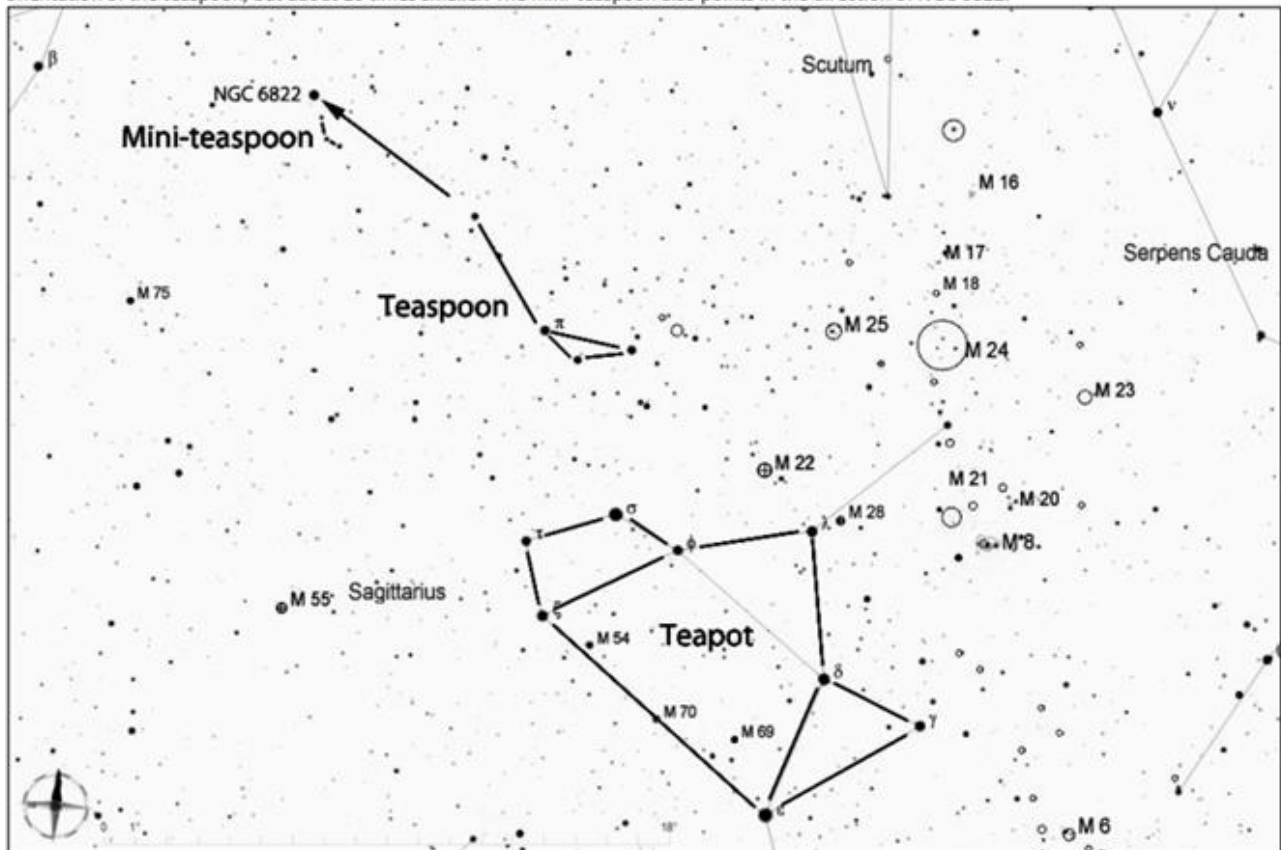 β
Scutum
NGC 6822
ν
Mini-teaspoon
M 16
M 17
Serpens Cauda
M 18
M 75
Teaspoon
π
M 25
M 24
M 23
M 22
M 21
M 20
σ
M 28
λ
τ
φ
M 8
Sagittarius
M 55
ζ
Teapot
M 54
δ
M 70
γ
M 69
ε
M 6